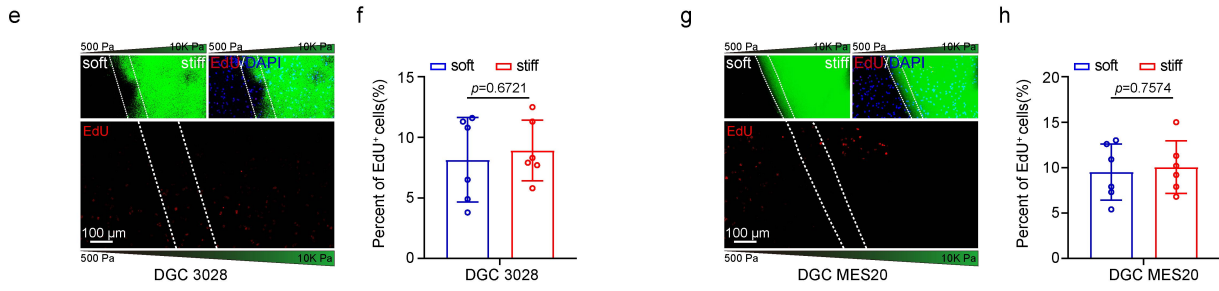 e
500 Pa 10K Pa 500 Pa 10K Pa
soft stiff EdU/DAPI
EdU
100 µm
500 Pa 10K Pa
DGC 3028
f
soft stiff
p=0.6721
Percent of EdU⁺ cells(%)
15
10
5
0
DGC 3028
g
500 Pa 10K Pa 500 Pa 10K Pa
soft stiff EdU/DAPI
EdU
100 µm
500 Pa 10K Pa
DGC MES20
h
soft stiff
p=0.7574
Percent of EdU⁺ cells(%)
20
15
10
5
0
DGC MES20